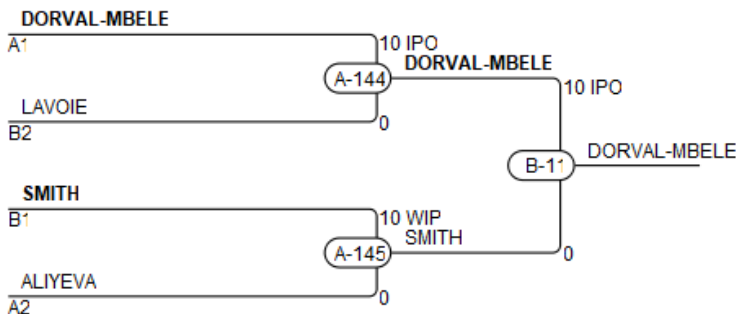 DORVAL-MBELE
A1
10 IPO
A-144
DORVAL-MBELE
LAVOIE
B2
0
10 IPO
B-11
DORVAL-MBELE
SMITH
B1
10 WIP
A-145
SMITH
0
ALIYEVA
A2
0